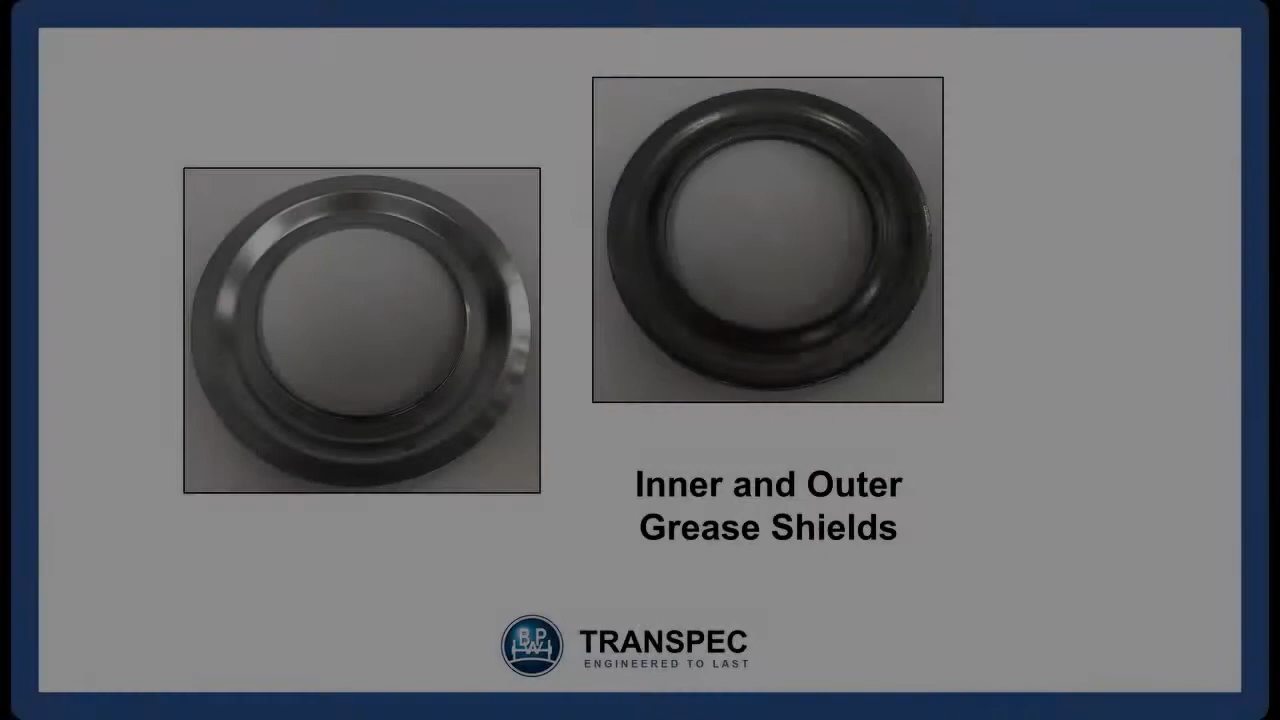 Inner and Outer
Grease Shields
BPW
TRANSPEC
ENGINEERED TO LAST